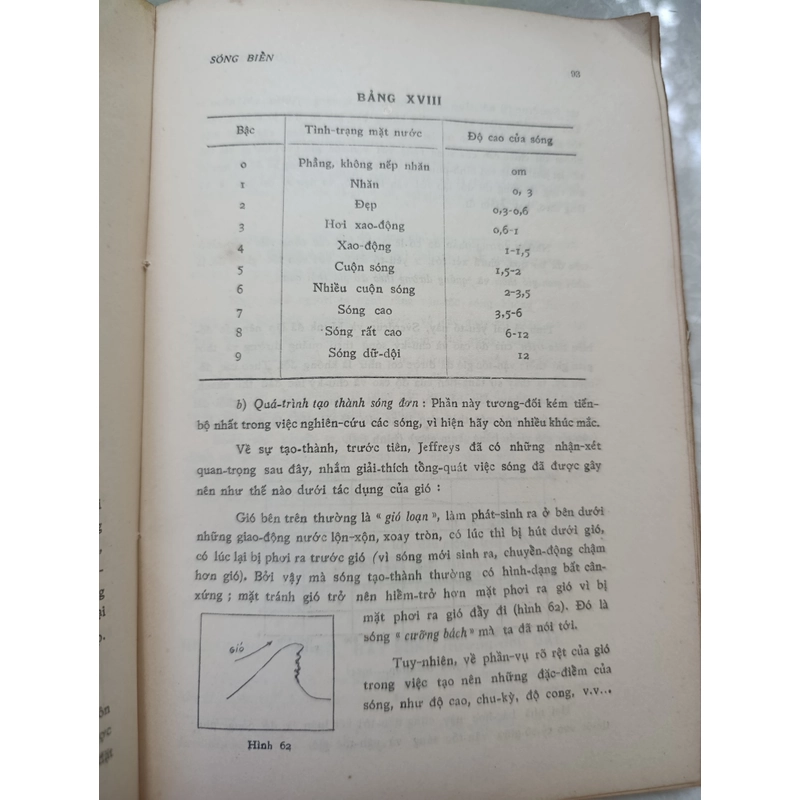 SÓNG BIỂN
93
BẢNG XVIII
Bậc Tình-trạng mặt nước Độ cao của sóng
0 Phẳng, không nếp nhăn 0m
1 Nhăn 0, 3
2 Đẹp 0,3-0,6
3 Hơi xao-động 0,6-1
4 Xao-động 1-1,5
5 Cuộn sóng 1,5-2
6 Nhiều cuộn sóng 2-3,5
7 Sóng cao 3,5-6
8 Sóng rất cao 6-12
9 Sóng dữ-dội 12
b) Quá-trình tạo thành sóng đơn : Phần này tương-đối kém tiến-
bộ nhất trong việc nghiên-cứu các sóng, vì hiện hãy còn nhiều khúc mắc.
Về sự tạo-thành, trước tiên, Jeffreys đã có những nhận-xét
quan-trọng sau đây, nhằm giải-thích tổng-quát việc sóng đã được gây
nên như thế nào dưới tác dụng của gió :
Gió bên trên thường là « gió loạn », làm phát-sinh ra ở bên dưới
những giao-động nước lộn-xộn, xoay tròn, có lúc thì bị hút dưới gió,
có lúc lại bị phơi ra trước gió (vì sóng mới sinh ra, chuyển-động chậm
hơn gió). Bởi vậy mà sóng tạo-thành thường có hình-dạng bất cân-
xứng ; mặt tránh gió trở nên hiểm-trở hơn mặt phơi ra gió vì bị
mặt phơi ra gió đẩy đi (hình 62). Đó là
sóng « cưỡng bách » mà ta đã nói tới.
Tuy-nhiên, về phần-vụ rõ rệt của gió
trong việc tạo nên những đặc-điểm của
sóng, như độ cao, chu-kỳ, độ cong, v.v...
GIÓ
Hình 62